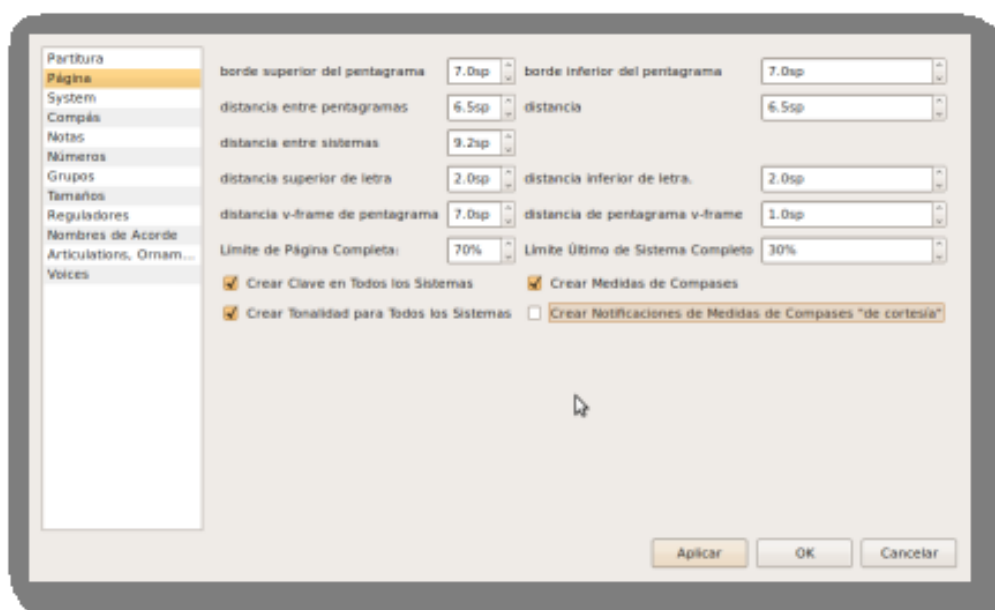 Partitura
Página
System
Compás
Notas
Números
Grupos
Tamaños
Reguladores
Nombres de Acorde
Articulations, Ornam...
Voices
borde superior del pentagrama 7.0sp borde inferior del pentagrama 7.0sp
distancia entre pentagramas 6.5sp distancia 6.5sp
distancia entre sistemas 9.2sp
distancia superior de letra 2.0sp distancia inferior de letra. 2.0sp
distancia v-frame de pentagrama 7.0sp distancia de pentagrama v-frame 1.0sp
Límite de Página Completa: 70% Límite Último de Sistema Completo 30%
Crear Clave en Todos los Sistemas Crear Medidas de Compases
Crear Tonalidad para Todos los Sistemas Crear Notificaciones de Medidas de Compases "de cortesía"
Aplicar OK Cancelar